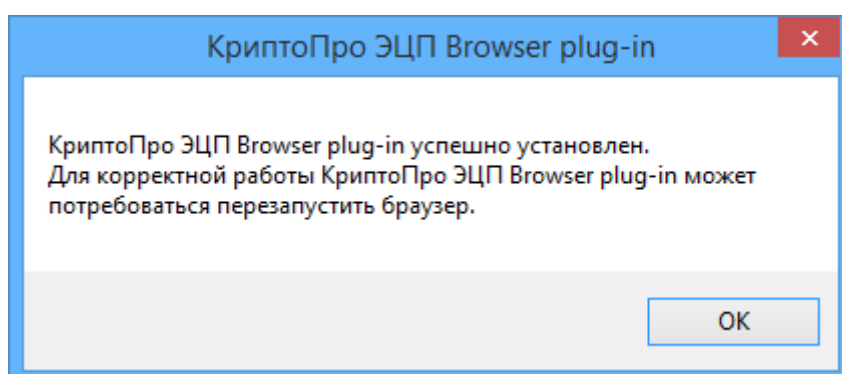 КриптоПро ЭЦП Browser plug-in
КриптоПро ЭЦП Browser plug-in успешно установлен.
Для корректной работы КриптоПро ЭЦП Browser plug-in может
потребоваться перезапустить браузер.
ОК